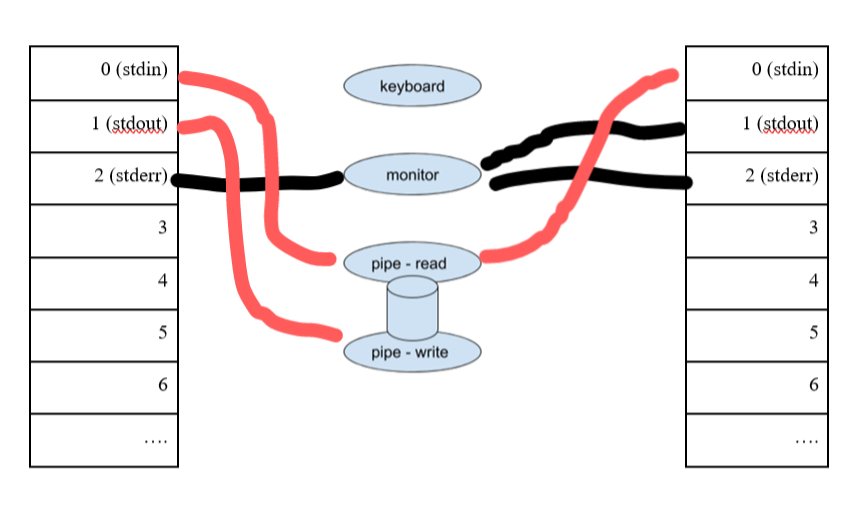 0 (stdin)
1 (stdout)
2 (stderr)
3
4
5
6
....
keyboard
monitor
pipe - read
pipe - write
0 (stdin)
1 (stdout)
2 (stderr)
3
4
5
6
....